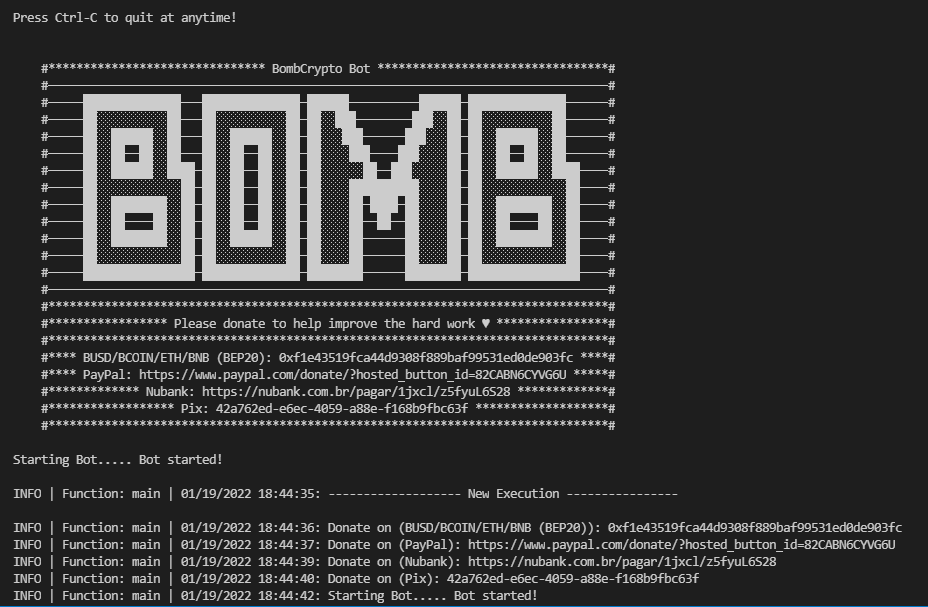 Press Ctrl-C to quit at anytime!
#******************************* BombCrypto Bot *********************************#
BOMB
#********************************************************************************#
#***************** Please donate to help improve the hard work ♥ ****************#
#********************************************************************************#
#**** BUSD/BCOIN/ETH/BNB (BEP20): 0xf1e43519fca44d9308f889baf99531ed0de903fc ****#
#**** PayPal: https://www.paypal.com/donate/?hosted_button_id=82CABN6CYVG6U *****#
#************* Nubank: https://nubank.com.br/pagar/1jxcl/z5fyuL6S28 *************#
#****************** Pix: 42a762ed-e6ec-4059-a88e-f168b9fbc63f *******************#
#********************************************************************************#
Starting Bot..... Bot started!
INFO | Function: main | 01/19/2022 18:44:35: ------------------- New Execution ----------------
INFO | Function: main | 01/19/2022 18:44:36: Donate on (BUSD/BCOIN/ETH/BNB (BEP20)): 0xf1e43519fca44d9308f889baf99531ed0de903fc
INFO | Function: main | 01/19/2022 18:44:37: Donate on (PayPal): https://www.paypal.com/donate/?hosted_button_id=82CABN6CYVG6U
INFO | Function: main | 01/19/2022 18:44:39: Donate on (Nubank): https://nubank.com.br/pagar/1jxcl/z5fyuL6S28
INFO | Function: main | 01/19/2022 18:44:40: Donate on (Pix): 42a762ed-e6ec-4059-a88e-f168b9fbc63f
INFO | Function: main | 01/19/2022 18:44:42: Starting Bot..... Bot started!